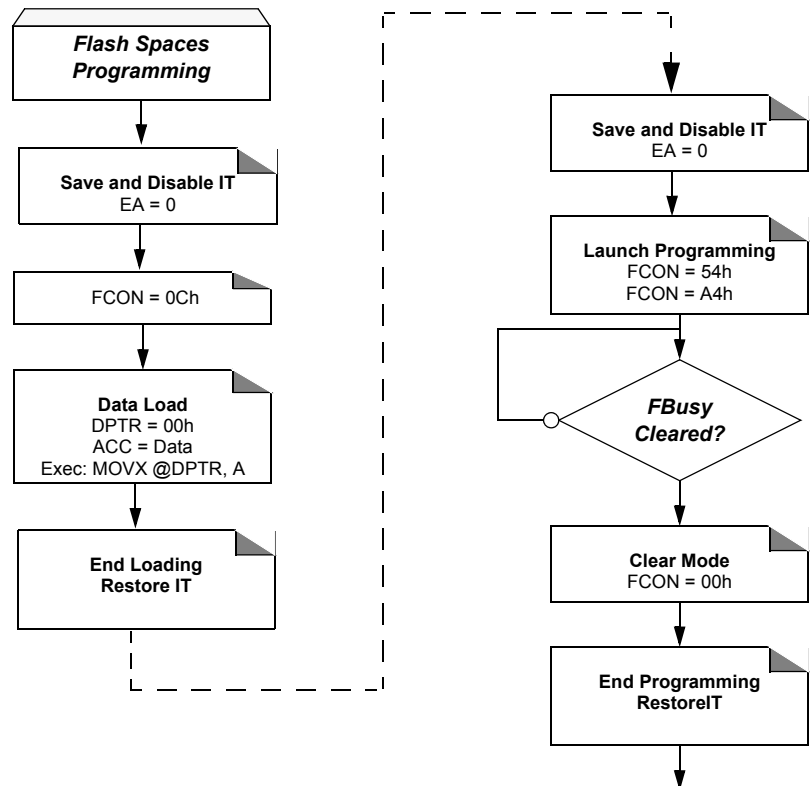 Flash Spaces
Programming
Save and Disable IT
EA = 0
FCON = 0Ch
Data Load
DPTR = 00h
ACC = Data
Exec: MOVX @DPTR, A
End Loading
Restore IT
Save and Disable IT
EA = 0
Launch Programming
FCON = 54h
FCON = A4h
FBusy
Cleared?
Clear Mode
FCON = 00h
End Programming
RestoreIT